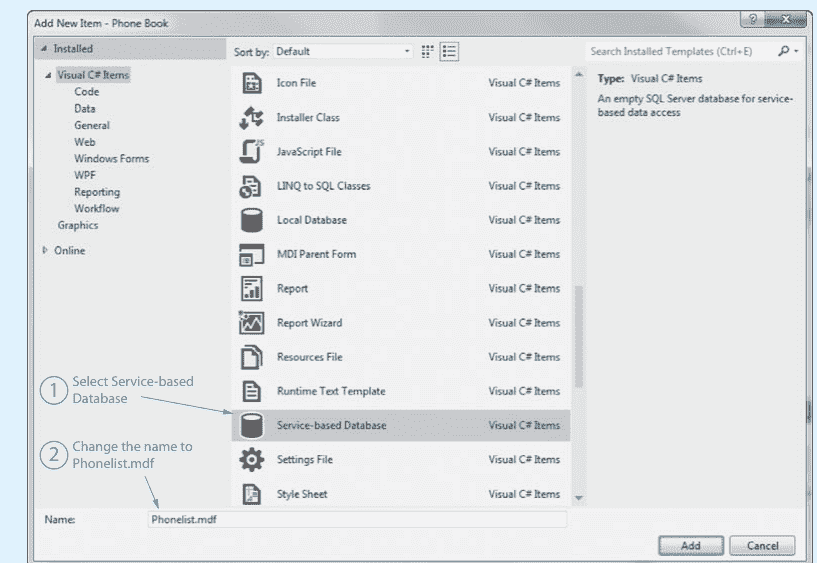 Add New Item - Phone Book
Installed
Sort by: Default
Search Installed Templates (Ctrl+E)
Visual C# Items
Code
Data
General
Web
Windows Forms
WPF
Reporting
Workflow
Graphics
Online
Icon File Visual C# Items
Installer Class Visual C# Items
JavaScript File Visual C# Items
LINQ to SQL Classes Visual C# Items
Local Database Visual C# Items
MDI Parent Form Visual C# Items
Report Visual C# Items
Report Wizard Visual C# Items
Resources File Visual C# Items
Runtime Text Template Visual C# Items
Service-based Database Visual C# Items
Settings File Visual C# Items
Style Sheet Visual C# Items
Type: Visual C# Items
An empty SQL Server database for service-
based data access
1 Select Service-based
Database
2 Change the name to
Phonelist.mdf
Name: Phonelist.mdf
Add Cancel